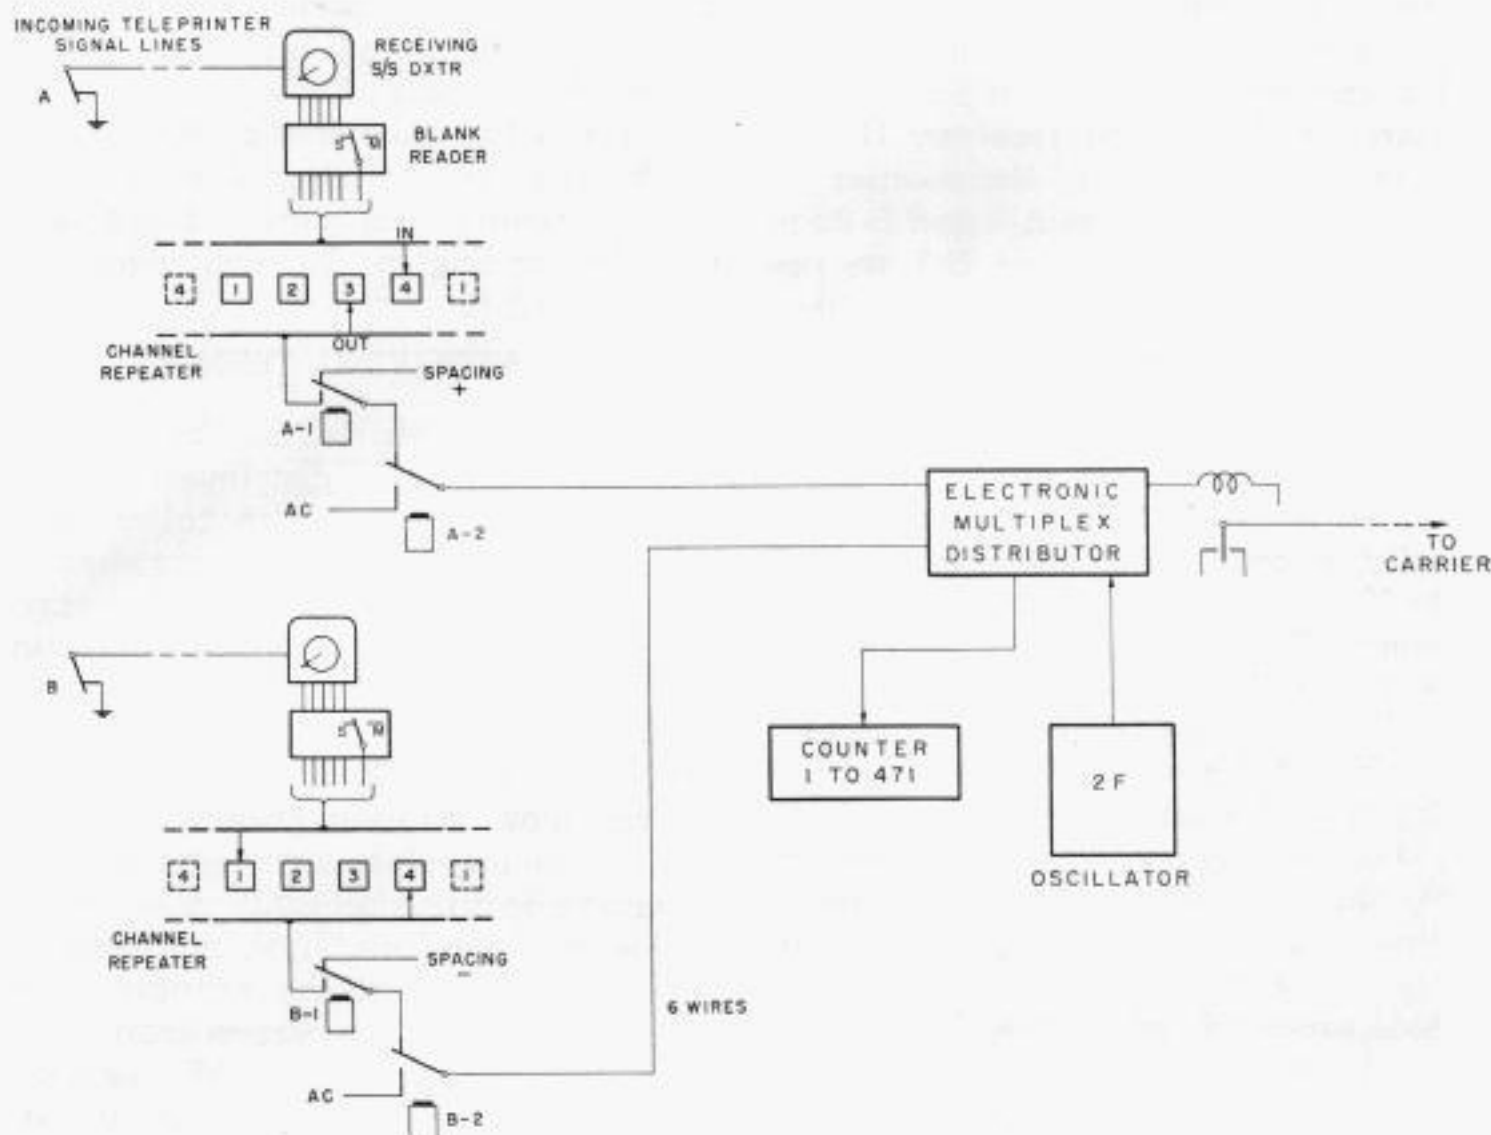 INCOMING TELEPRINTER
SIGNAL LINES
A
RECEIVING
S/S DXTR
BLANK
READER
S M
IN
4 1 2 3 4 1
OUT
CHANNEL
REPEATER
SPACING
+
A-1
AC
A-2
ELECTRONIC
MULTIPLEX
DISTRIBUTOR
TO
CARRIER
B
S M
COUNTER
1 TO 471
2F
OSCILLATOR
4 1 2 3 4 1
CHANNEL
REPEATER
SPACING
-
B-1
6 WIRES
AC
B-2